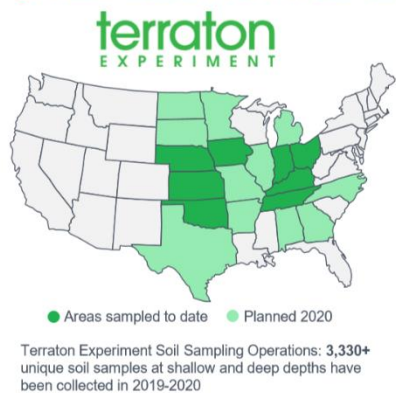 terraton
EXPERIMENT
Areas sampled to date
Planned 2020
Terraton Experiment Soil Sampling Operations: 3,330+
unique soil samples at shallow and deep depths have
been collected in 2019-2020